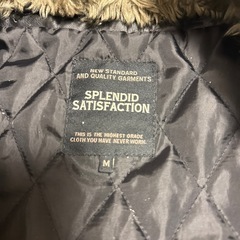 NEW STANDARD
AND QUALITY GARMENTS
SPLENDID
SATISFACTION
THIS IS THE HIGHEST GRADE
CLOTH YOU HAVE NEVER WORN.
M